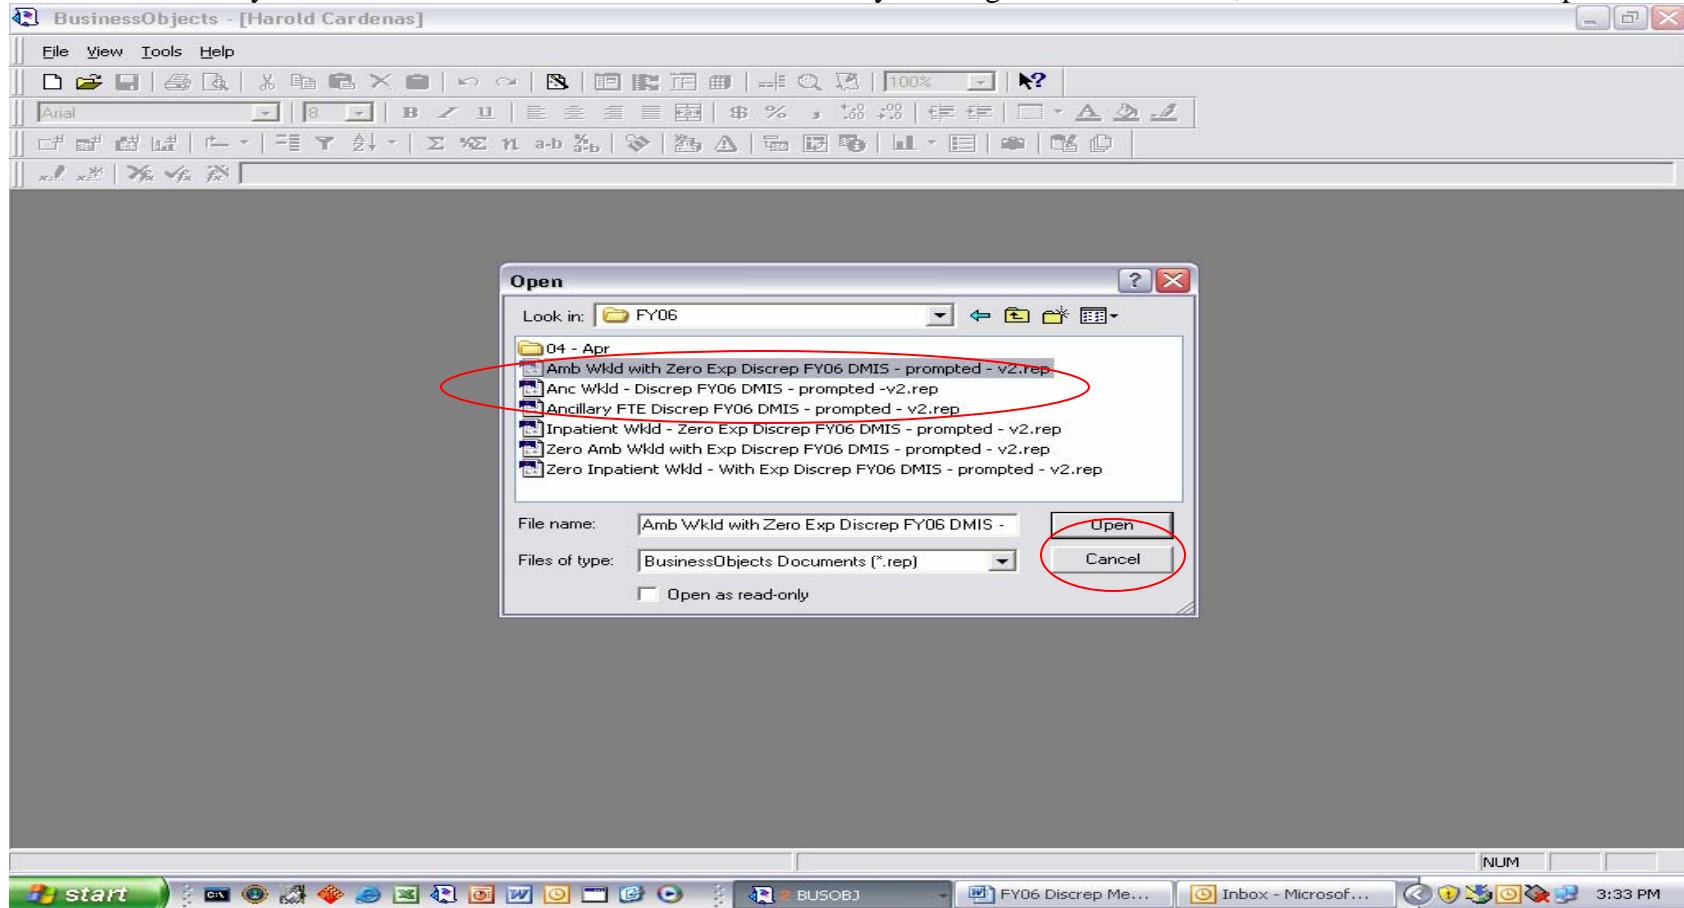 BusinessObjects - [Harold Cardenas]
File View Tools Help
100%
Arial 8 B U $ %
a-b
Open
Look in: FY06
04 - Apr
Amb Wkld with Zero Exp Discrep FY06 DMIS - prompted - v2.rep
Anc Wkld - Discrep FY06 DMIS - prompted -v2.rep
Ancillary FTE Discrep FY06 DMIS - prompted - v2.rep
Inpatient Wkld - Zero Exp Discrep FY06 DMIS - prompted - v2.rep
Zero Amb Wkld with Exp Discrep FY06 DMIS - prompted - v2.rep
Zero Inpatient Wkld - With Exp Discrep FY06 DMIS - prompted - v2.rep
File name: Amb Wkld with Zero Exp Discrep FY06 DMIS - Open
Files of type: BusinessObjects Documents (*.rep) Cancel
Open as read-only
NUM
start 2 BUSOBJ FY06 Discrep Me... Inbox - Microsof... 3:33 PM